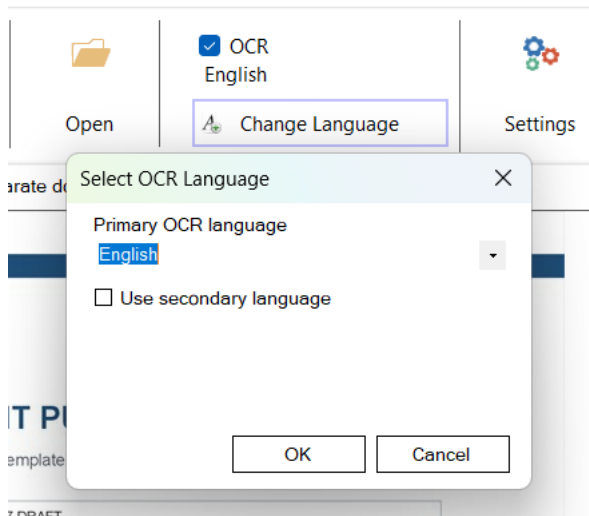 OCR
English
Open
Change Language
Settings
Select OCR Language
Primary OCR language
English
Use secondary language
OK
Cancel